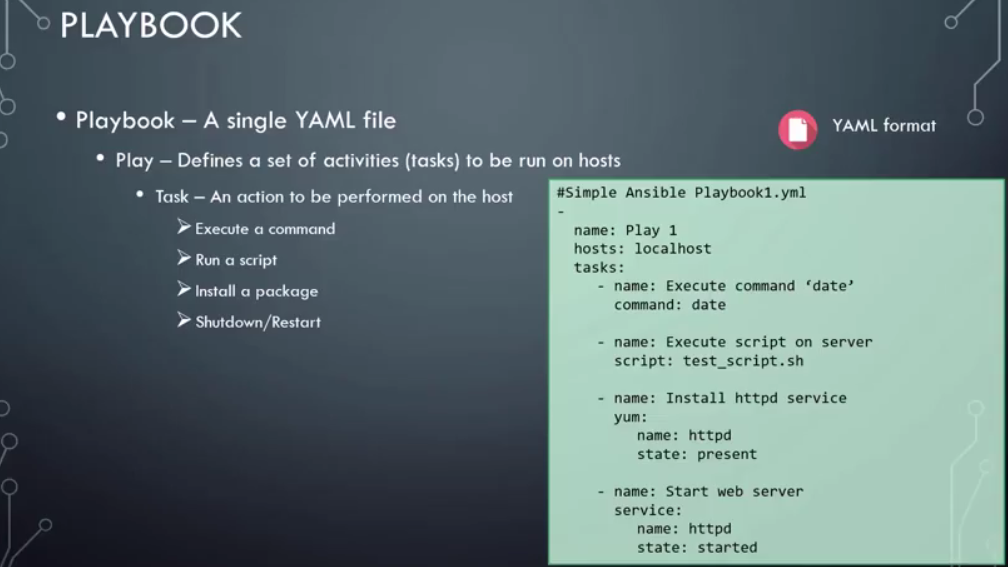 PLAYBOOK
• Playbook – A single YAML file
• Play – Defines a set of activities (tasks) to be run on hosts
• Task – An action to be performed on the host
➢ Execute a command
➢ Run a script
➢ Install a package
➢ Shutdown/Restart
YAML format
#Simple Ansible Playbook1.yml
-
  name: Play 1
  hosts: localhost
  tasks:
     - name: Execute command ‘date’
       command: date
     - name: Execute script on server
       script: test_script.sh
     - name: Install httpd service
       yum:
          name: httpd
          state: present
     - name: Start web server
       service:
          name: httpd
          state: started